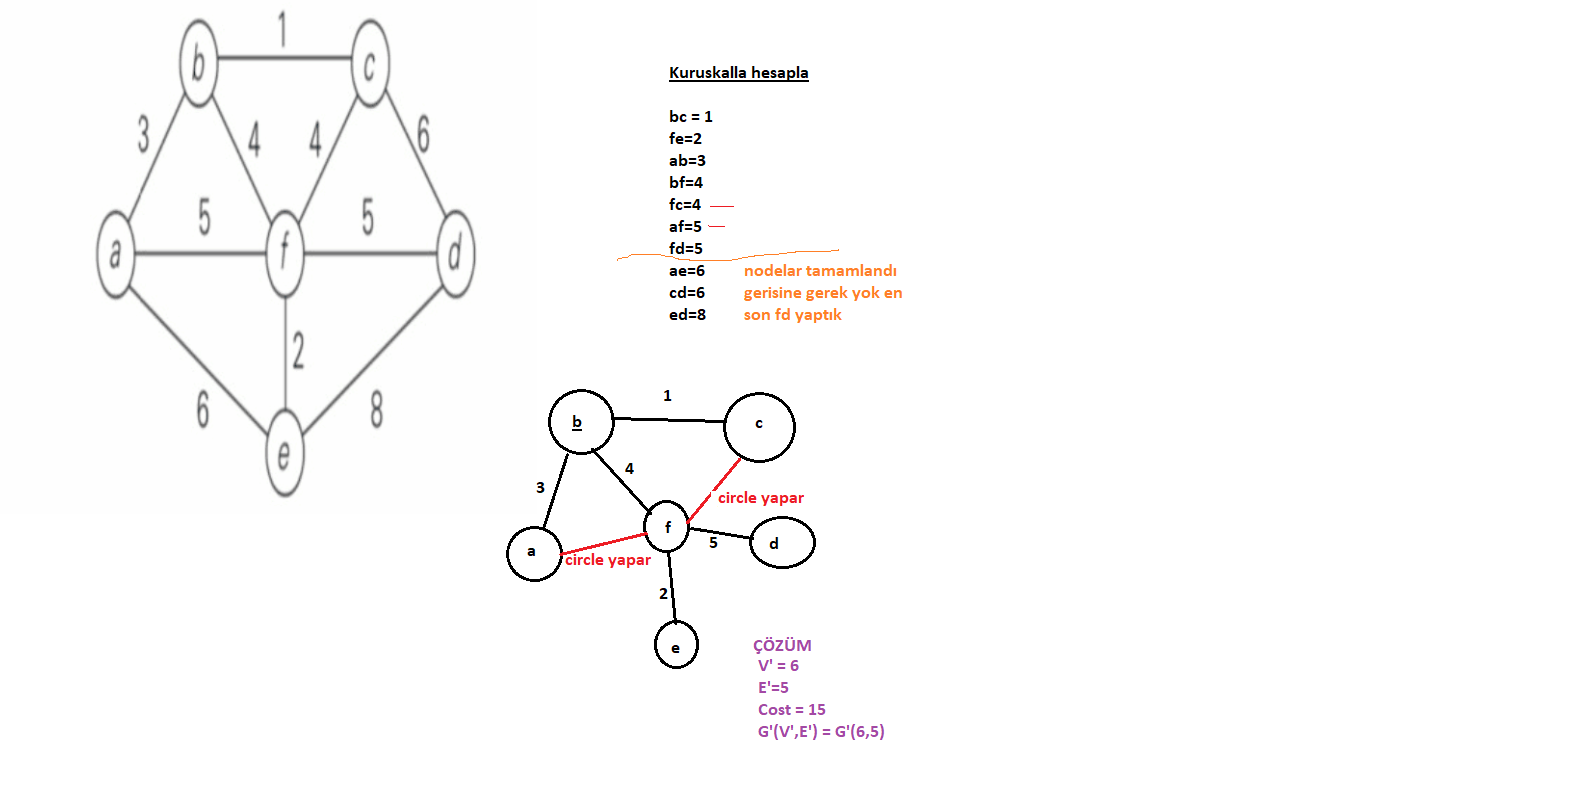 1
b
c
3
4
4
6
5
5
a
f
d
2
6
8
e
Kuruskalla hesapla
bc = 1
fe=2
ab=3
bf=4
fc=4
af=5
fd=5
ae=6
cd=6
ed=8
nodelar tamamlandı
gerisine gerek yok en
son fd yaptık
1
b
c
4
3
circle yapar
f
a
5
d
circle yapar
2
e
ÇÖZÜM
V' = 6
E'=5
Cost = 15
G'(V',E') = G'(6,5)